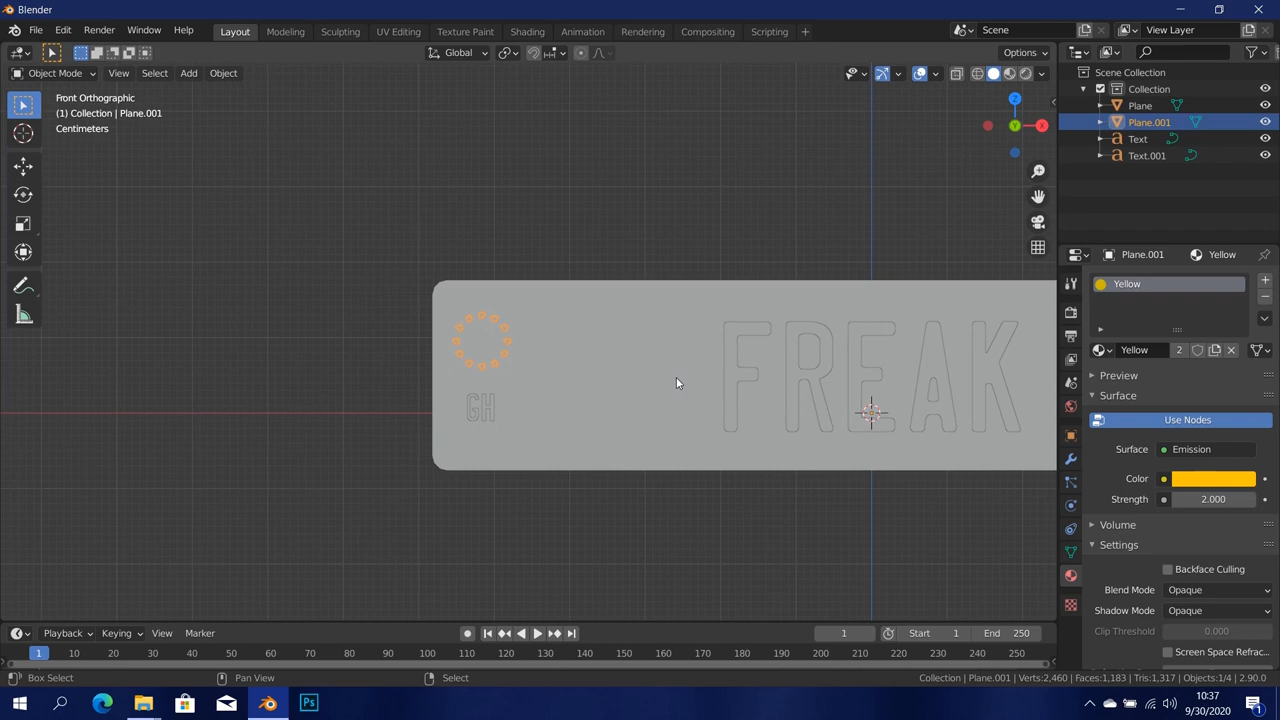 Blender
File Edit Render Window Help Layout Modeling Sculpting UV Editing Texture Paint Shading Animation Rendering Compositing Scripting + Scene View Layer
Global Options
Object Mode View Select Add Object
Front Orthographic
(1) Collection | Plane.001
Centimeters
Z
X
Y
FREAK
GH
Scene Collection
Collection
Plane
Plane.001
Text
Text.001
Plane.001 Yellow
Yellow
Yellow 2
Preview
Surface
Use Nodes
Surface Emission
Color
Strength 2.000
Volume
Settings
Backface Culling
Blend Mode Opaque
Shadow Mode Opaque
Clip Threshold 0.000
Screen Space Refrac...
Playback Keying View Marker 1 Start 1 End 250
1 10 20 30 40 50 60 70 80 90 100 110 120 130 140 150 160 170 180 190 200 210 220 230 240 250
Box Select Pan View Select Collection | Plane.001 | Verts:2,460 | Faces:1,183 | Tris:1,317 | Objects:1/4 | 2.90.0
Ps
10:37
9/30/2020
1